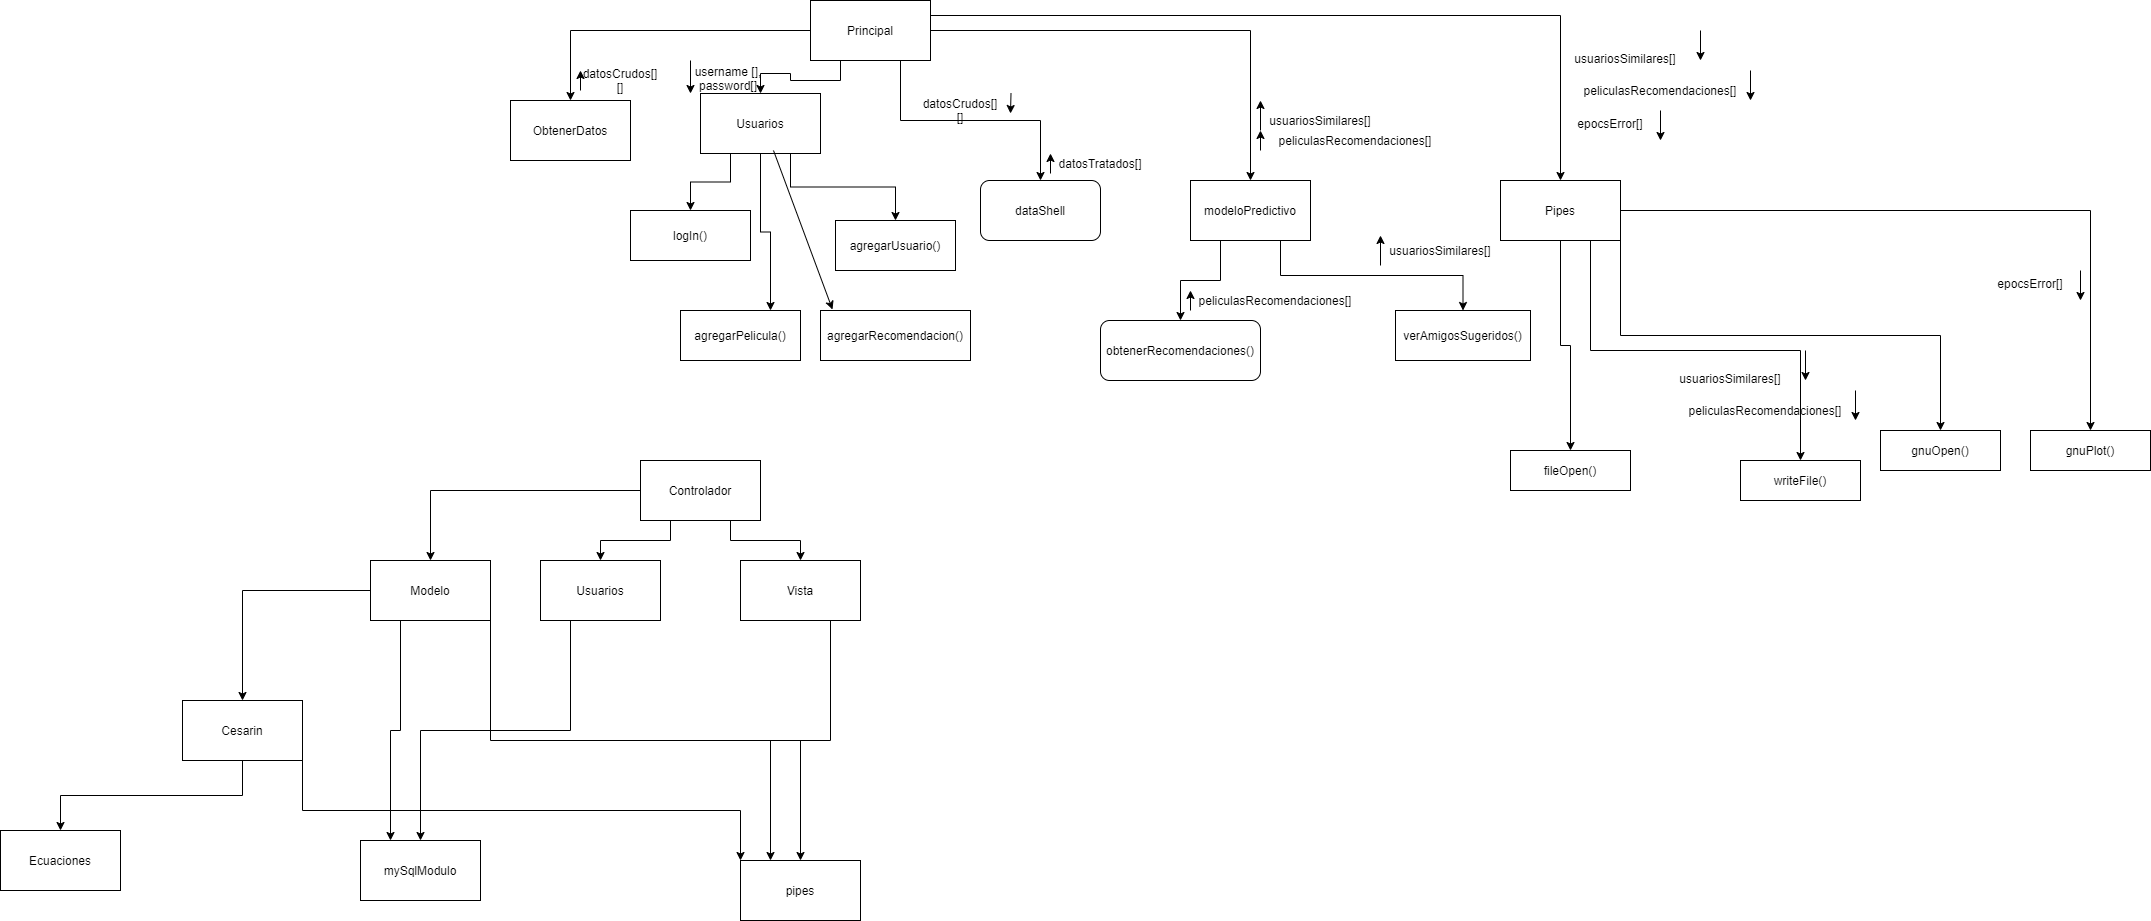 Principal
usuariosSimilares[]
datosCrudos[]
[]
username [],
password[]
peliculasRecomendaciones[]
datosCrudos[]
[]
ObtenerDatos
Usuarios
usuariosSimilares[]
epocsError[]
peliculasRecomendaciones[]
datosTratados[]
dataShell
modeloPredictivo
Pipes
logIn()
agregarUsuario()
usuariosSimilares[]
epocsError[]
peliculasRecomendaciones[]
agregarPelicula()
agregarRecomendacion()
verAmigosSugeridos()
obtenerRecomendaciones()
usuariosSimilares[]
peliculasRecomendaciones[]
gnuOpen()
gnuPlot()
fileOpen()
writeFile()
Controlador
Modelo
Usuarios
Vista
Cesarin
Ecuaciones
mySqlModulo
pipes